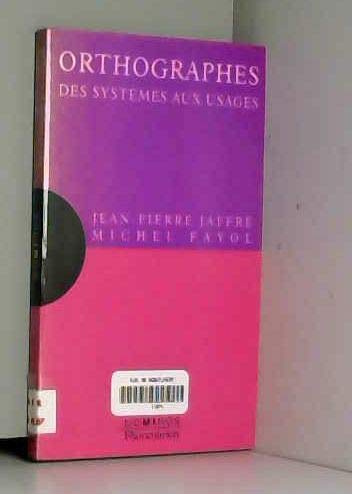 ORTHOGRAPHES
DES SYSTEMES AUX USAGES
JEAN PIERRE JAFFRE
MICHEL FAYOL
DOMINOS
Flammarion